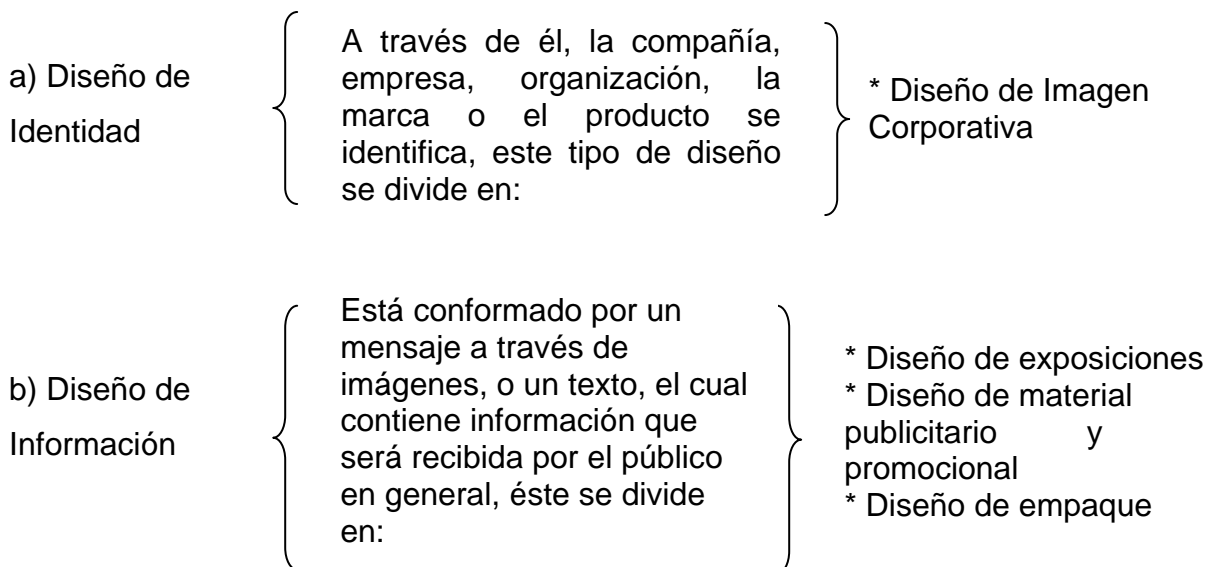 a) Diseño de
Identidad
A través de él, la compañía,
empresa, organización, la
marca o el producto se
identifica, este tipo de diseño
se divide en:
* Diseño de Imagen
Corporativa
b) Diseño de
Información
Está conformado por un
mensaje a través de
imágenes, o un texto, el cual
contiene información que
será recibida por el público
en general, éste se divide
en:
* Diseño de exposiciones
* Diseño de material
publicitario y
promocional
* Diseño de empaque